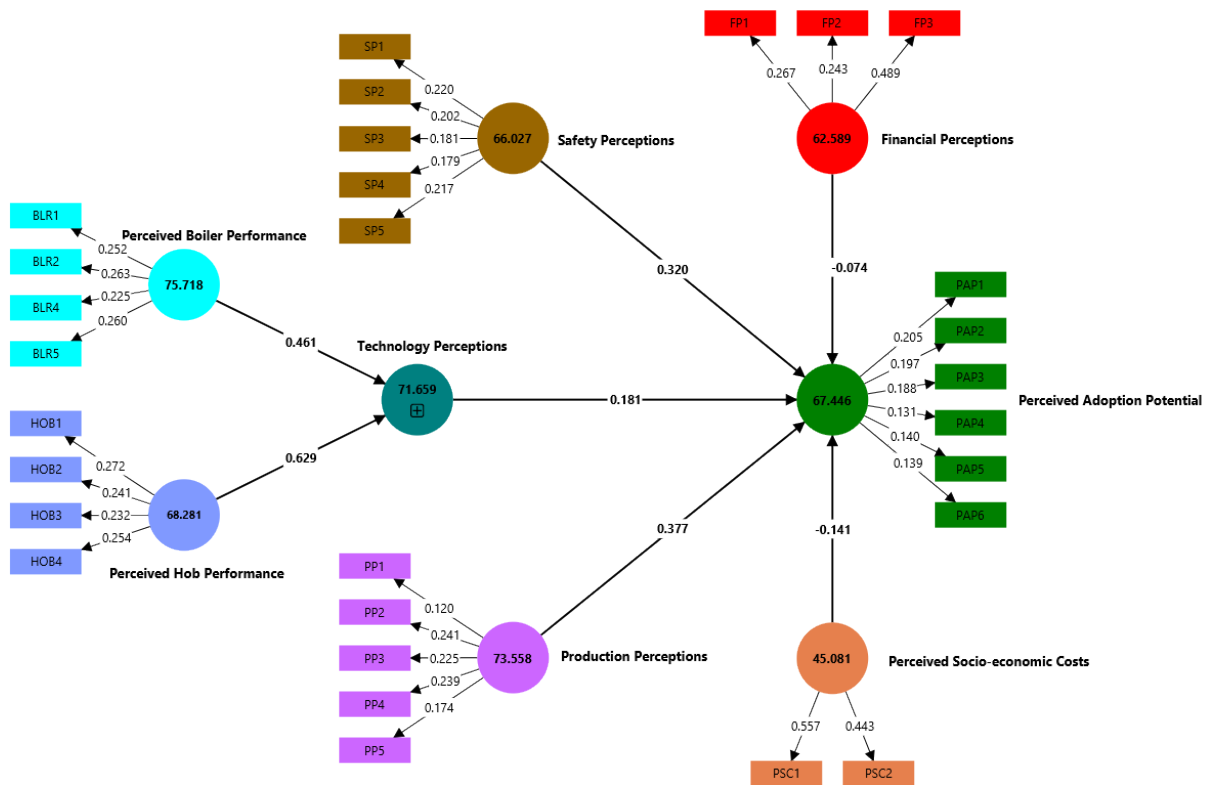 FP1
FP2
FP3
0.267
0.243
0.489
62.589
Financial Perceptions
SP1
SP2
SP3
SP4
SP5
0.220
0.202
0.181
0.179
0.217
66.027
Safety Perceptions
BLR1
BLR2
BLR4
BLR5
0.252
0.263
0.225
0.260
Perceived Boiler Performance
75.718
0.461
0.320
-0.074
Technology Perceptions
71.659
0.181
HOB1
HOB2
HOB3
HOB4
0.272
0.241
0.232
0.254
68.281
Perceived Hob Performance
0.629
67.446
Perceived Adoption Potential
0.205
0.197
0.188
0.131
0.140
0.139
PAP1
PAP2
PAP3
PAP4
PAP5
PAP6
0.377
-0.141
PP1
PP2
PP3
PP4
PP5
0.120
0.241
0.225
0.239
0.174
73.558
Production Perceptions
45.081
Perceived Socio-economic Costs
0.557
0.443
PSC1
PSC2